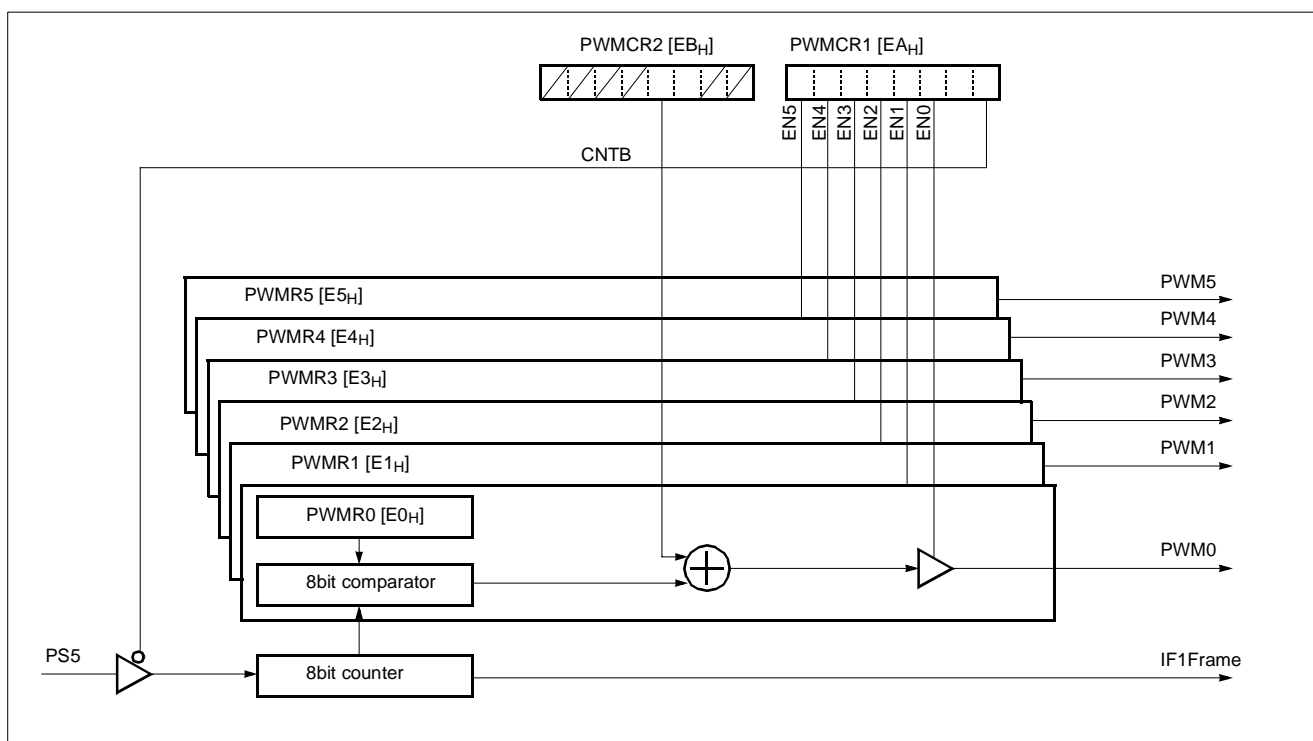 PWMCR2 [EBH]
PWMCR1 [EAH]
EN5
EN4
EN3
EN2
EN1
EN0
CNTB
PWMR5 [E5H]
PWM5
PWMR4 [E4H]
PWM4
PWMR3 [E3H]
PWM3
PWMR2 [E2H]
PWM2
PWMR1 [E1H]
PWM1
PWMR0 [E0H]
8bit comparator
PWM0
PS5
8bit counter
IF1Frame